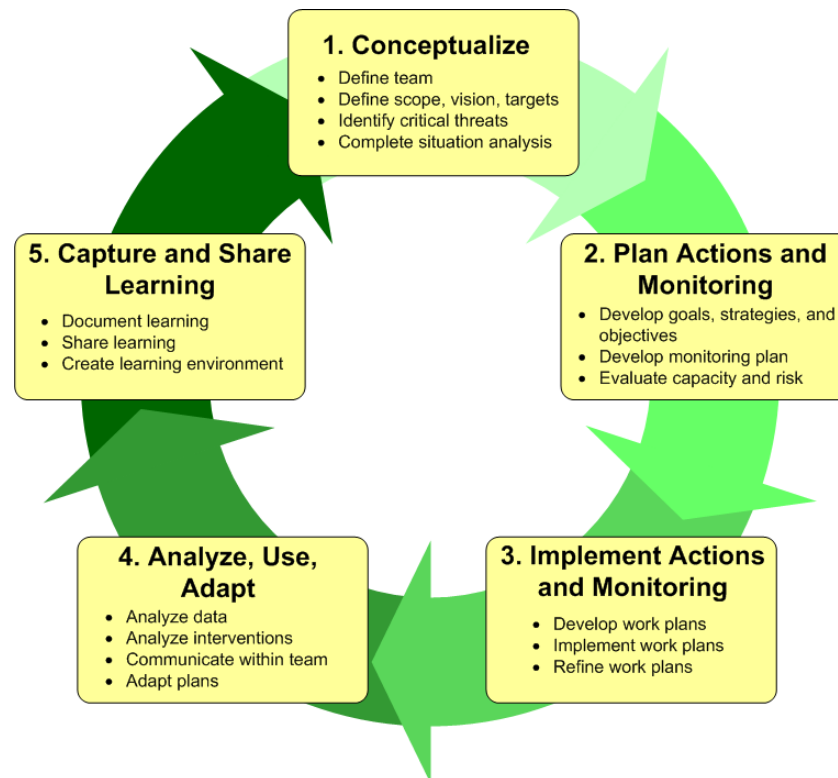 1. Conceptualize
• Define team
• Define scope, vision, targets
• Identify critical threats
• Complete situation analysis
2. Plan Actions and
Monitoring
• Develop goals, strategies, and
objectives
• Develop monitoring plan
• Evaluate capacity and risk
3. Implement Actions
and Monitoring
• Develop work plans
• Implement work plans
• Refine work plans
4. Analyze, Use,
Adapt
• Analyze data
• Analyze interventions
• Communicate within team
• Adapt plans
5. Capture and Share
Learning
• Document learning
• Share learning
• Create learning environment